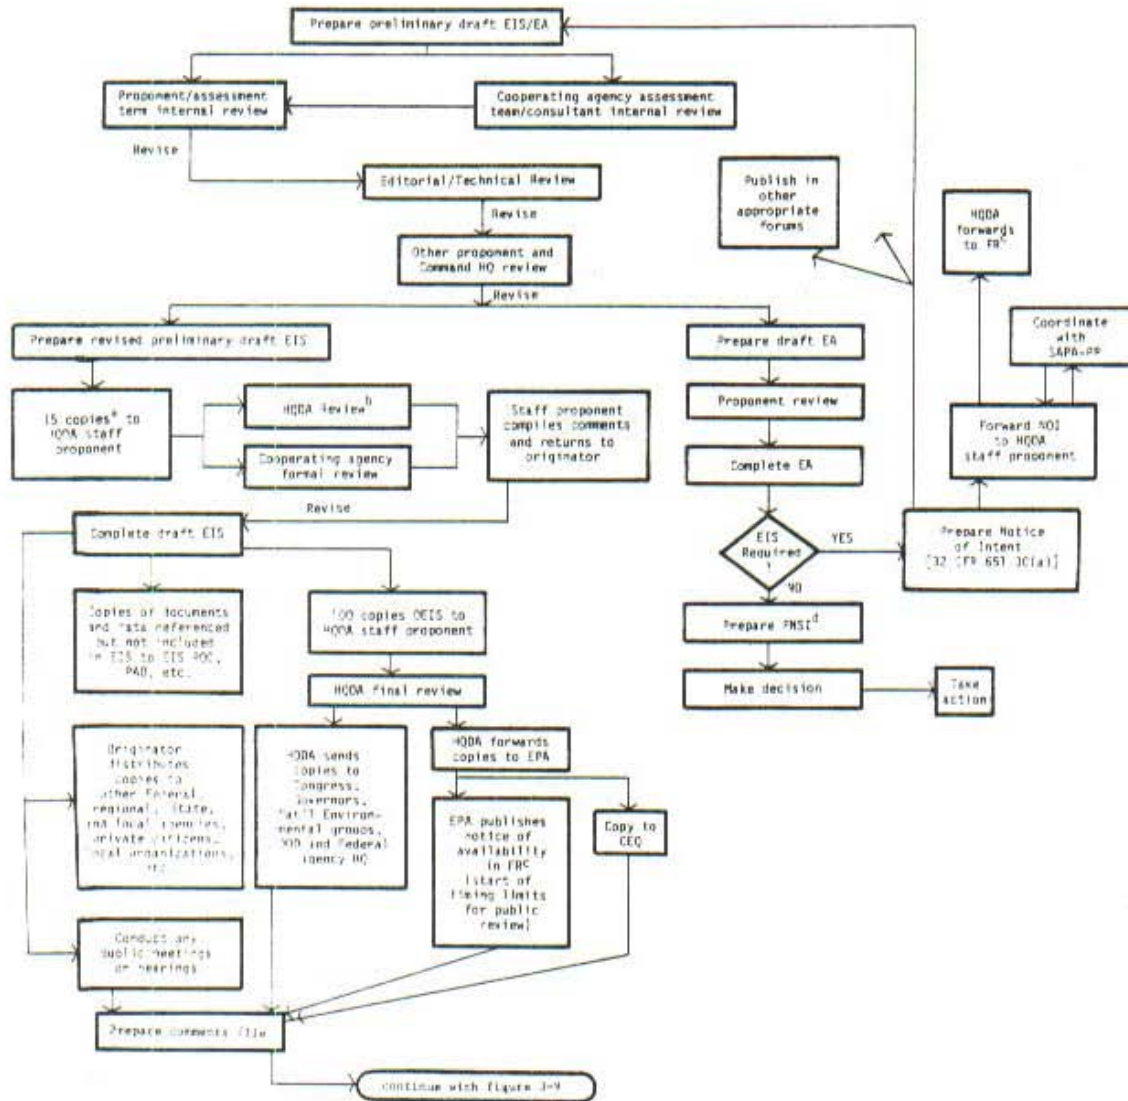 Prepare preliminary draft EIS/EA
Proponent/assessment
term internal review
Cooperating agency assessment
team/consultant internal review
Revise
Editorial/Technical Review
Revise
Other proponent and
Command HQ review
Revise
Publish in
other
appropriate
forums
HQDA
forwards
to FRc
Coordinate
with
SAPA-PP
Prepare revised preliminary draft EIS
Prepare draft EA
15 copiesa to
HQDA staff
proponent
HQDA Reviewb
Cooperating agency
formal review
Staff proponent
compiles comments
and returns to
originator
Proponent review
Complete EA
Forward NOI
to HQDA
staff proponent
Revise
Complete draft EIS
EIS
Required
?
YES
NO
Prepare Notice
of Intent
Copies of documents
and data referenced
but not included
in EIS to EIS POC,
PAO, etc.
100 copies DEIS to
HQDA staff proponent
Prepare FNSId
HQDA final review
Make decision
Take
action
Originator
distributes
copies to
other Federal,
regional, State,
and local agencies,
private citizens,
local organizations,
etc
HQDA sends
copies to
Congress,
Governors,
Nat'l Environ-
mental groups,
DOD and Federal
agency HQ
HQDA forwards
copies to EPA
EPA publishes
notice of
availability
in FRc
(start of
timing limits
for public
review)
Copy to
CEQ
Conduct any
public meetings
or hearings
Prepare comments file
continue with figure 3-9